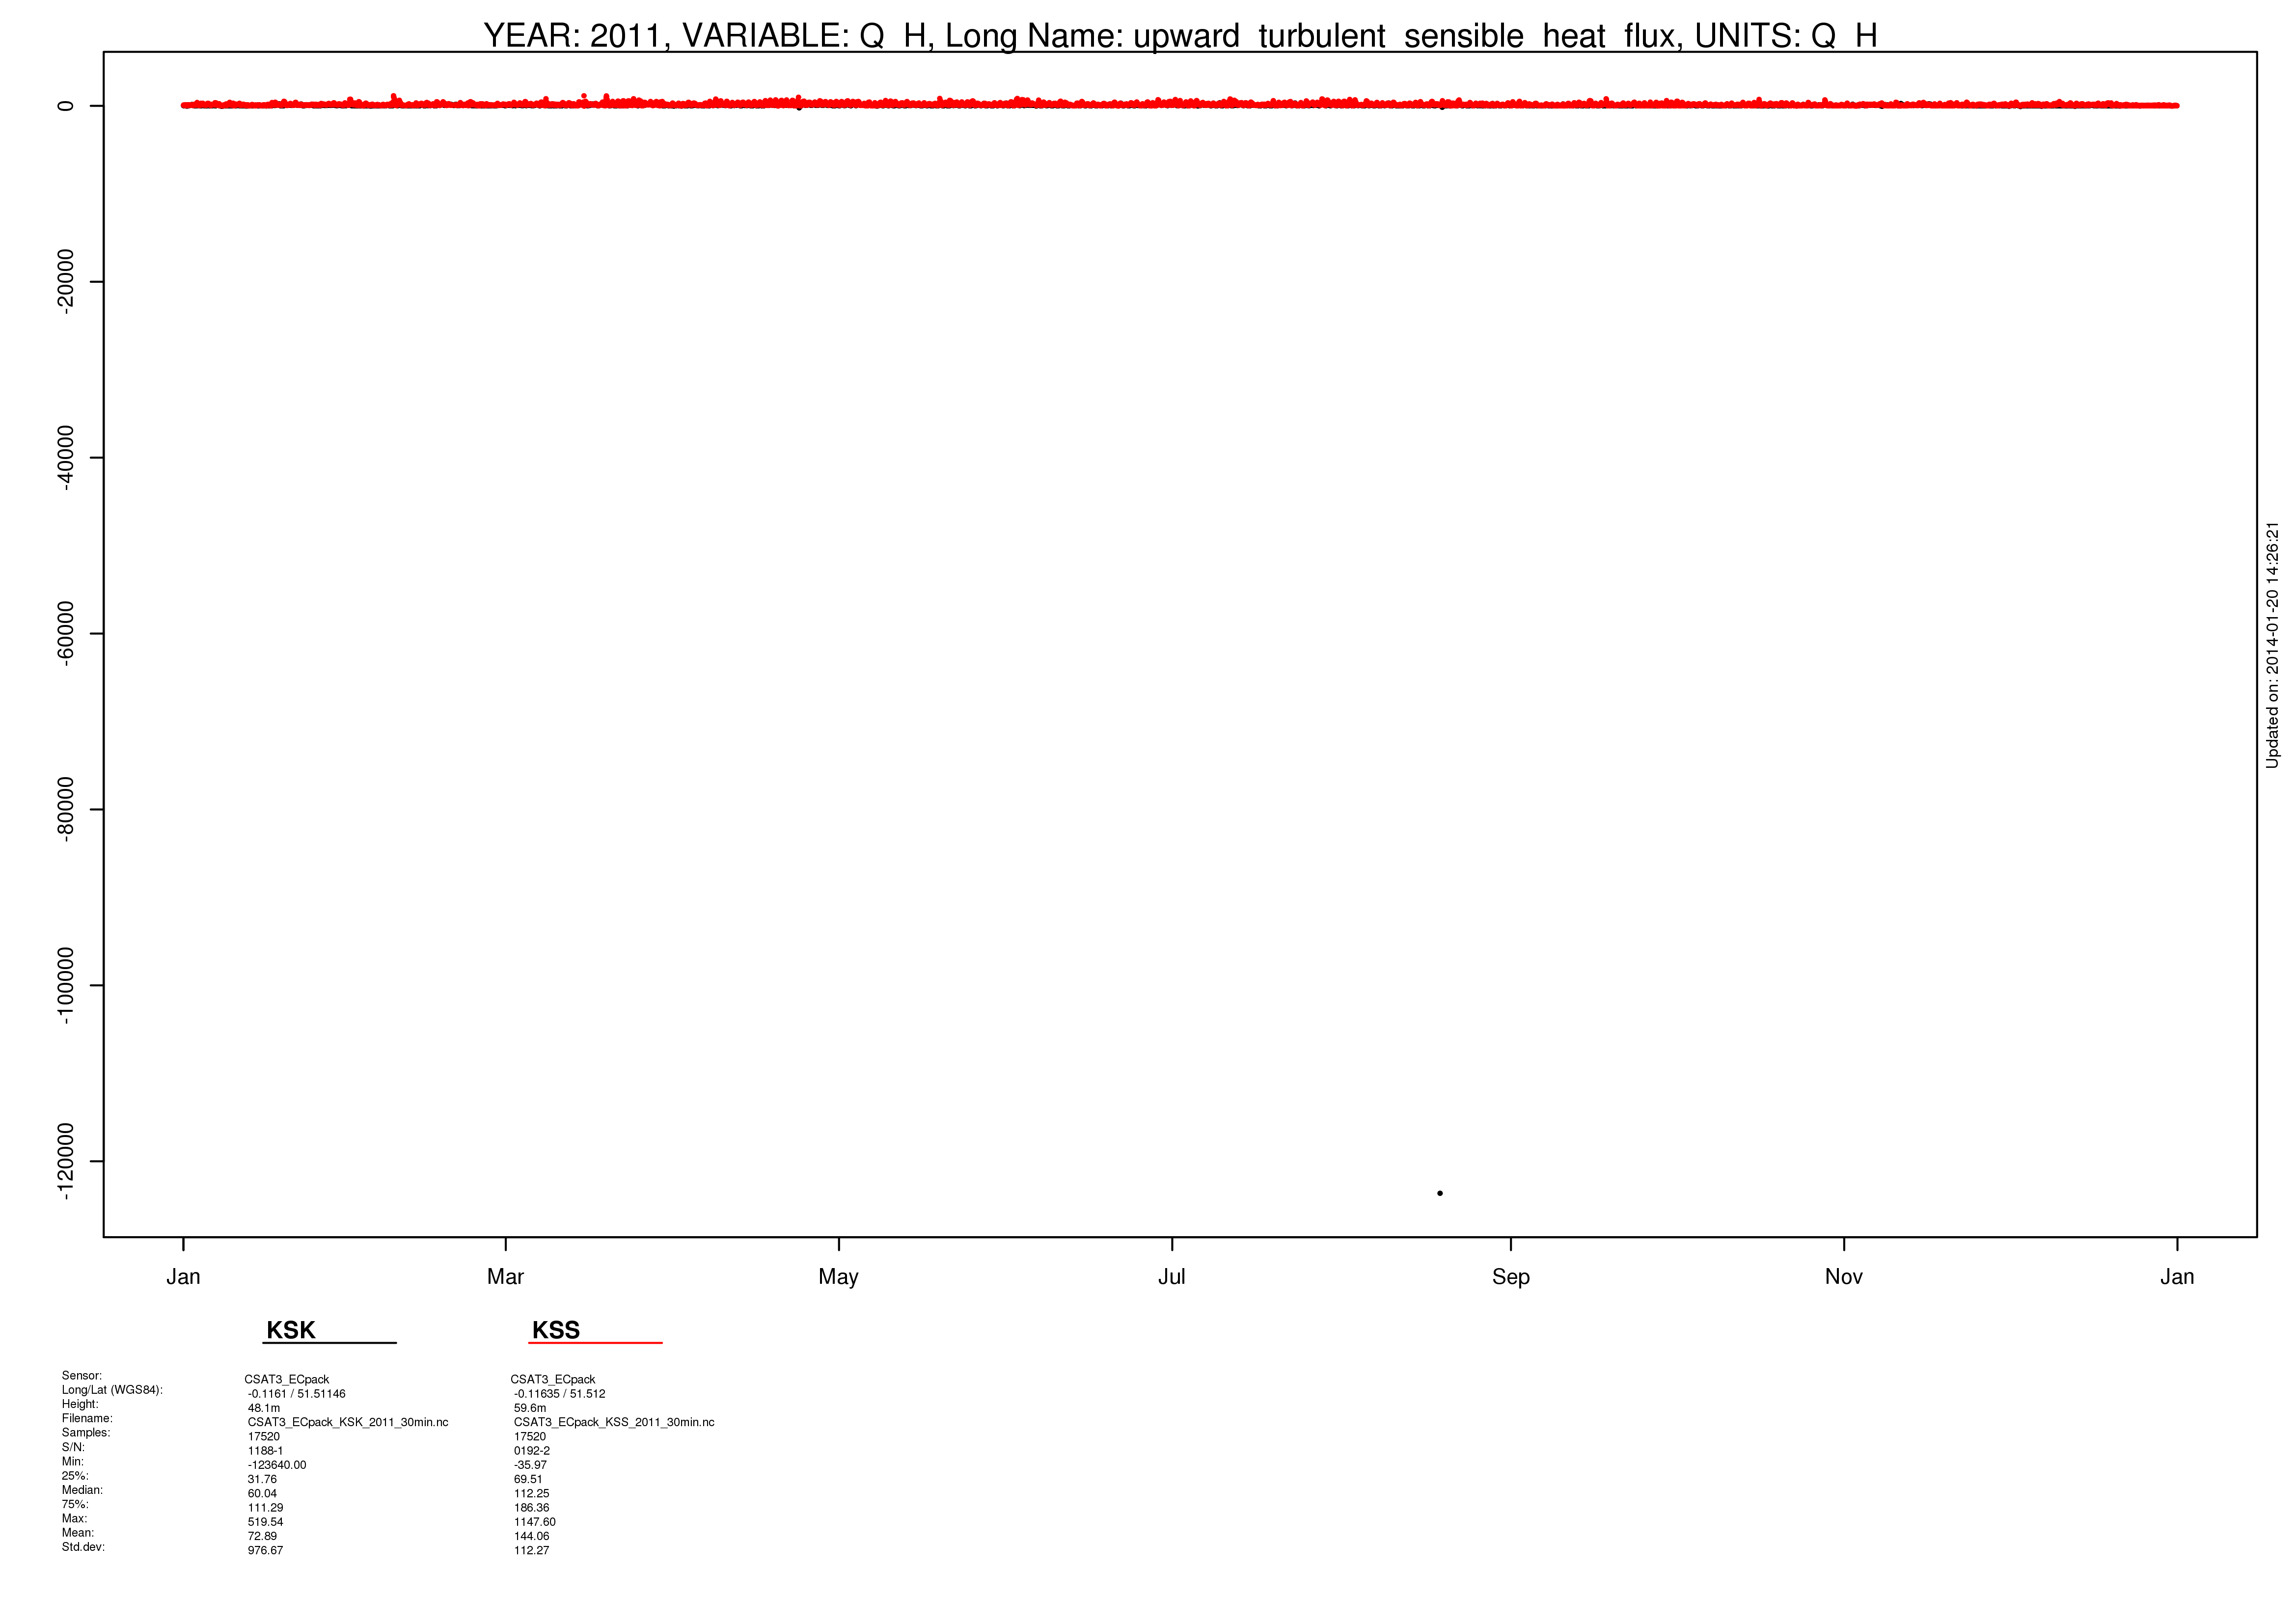 YEAR: 2011, VARIABLE: Q  H, Long Name: upward  turbulent  sensible  heat  flux, UNITS: Q  H
0
-20000
-40000
-60000
-80000
-100000
-120000
Updated on: 2014-01-20 14:26:21
Jan Mar May Jul Sep Nov Jan
KSK KSS
Sensor: CSAT3_ECpack CSAT3_ECpack
Long/Lat (WGS84): -0.1161 / 51.51146 -0.11635 / 51.512
Height: 48.1m 59.6m
Filename: CSAT3_ECpack_KSK_2011_30min.nc CSAT3_ECpack_KSS_2011_30min.nc
Samples: 17520 17520
S/N: 1188-1 0192-2
Min: -123640.00 -35.97
25%: 31.76 69.51
Median: 60.04 112.25
75%: 111.29 186.36
Max: 519.54 1147.60
Mean: 72.89 144.06
Std.dev: 976.67 112.27